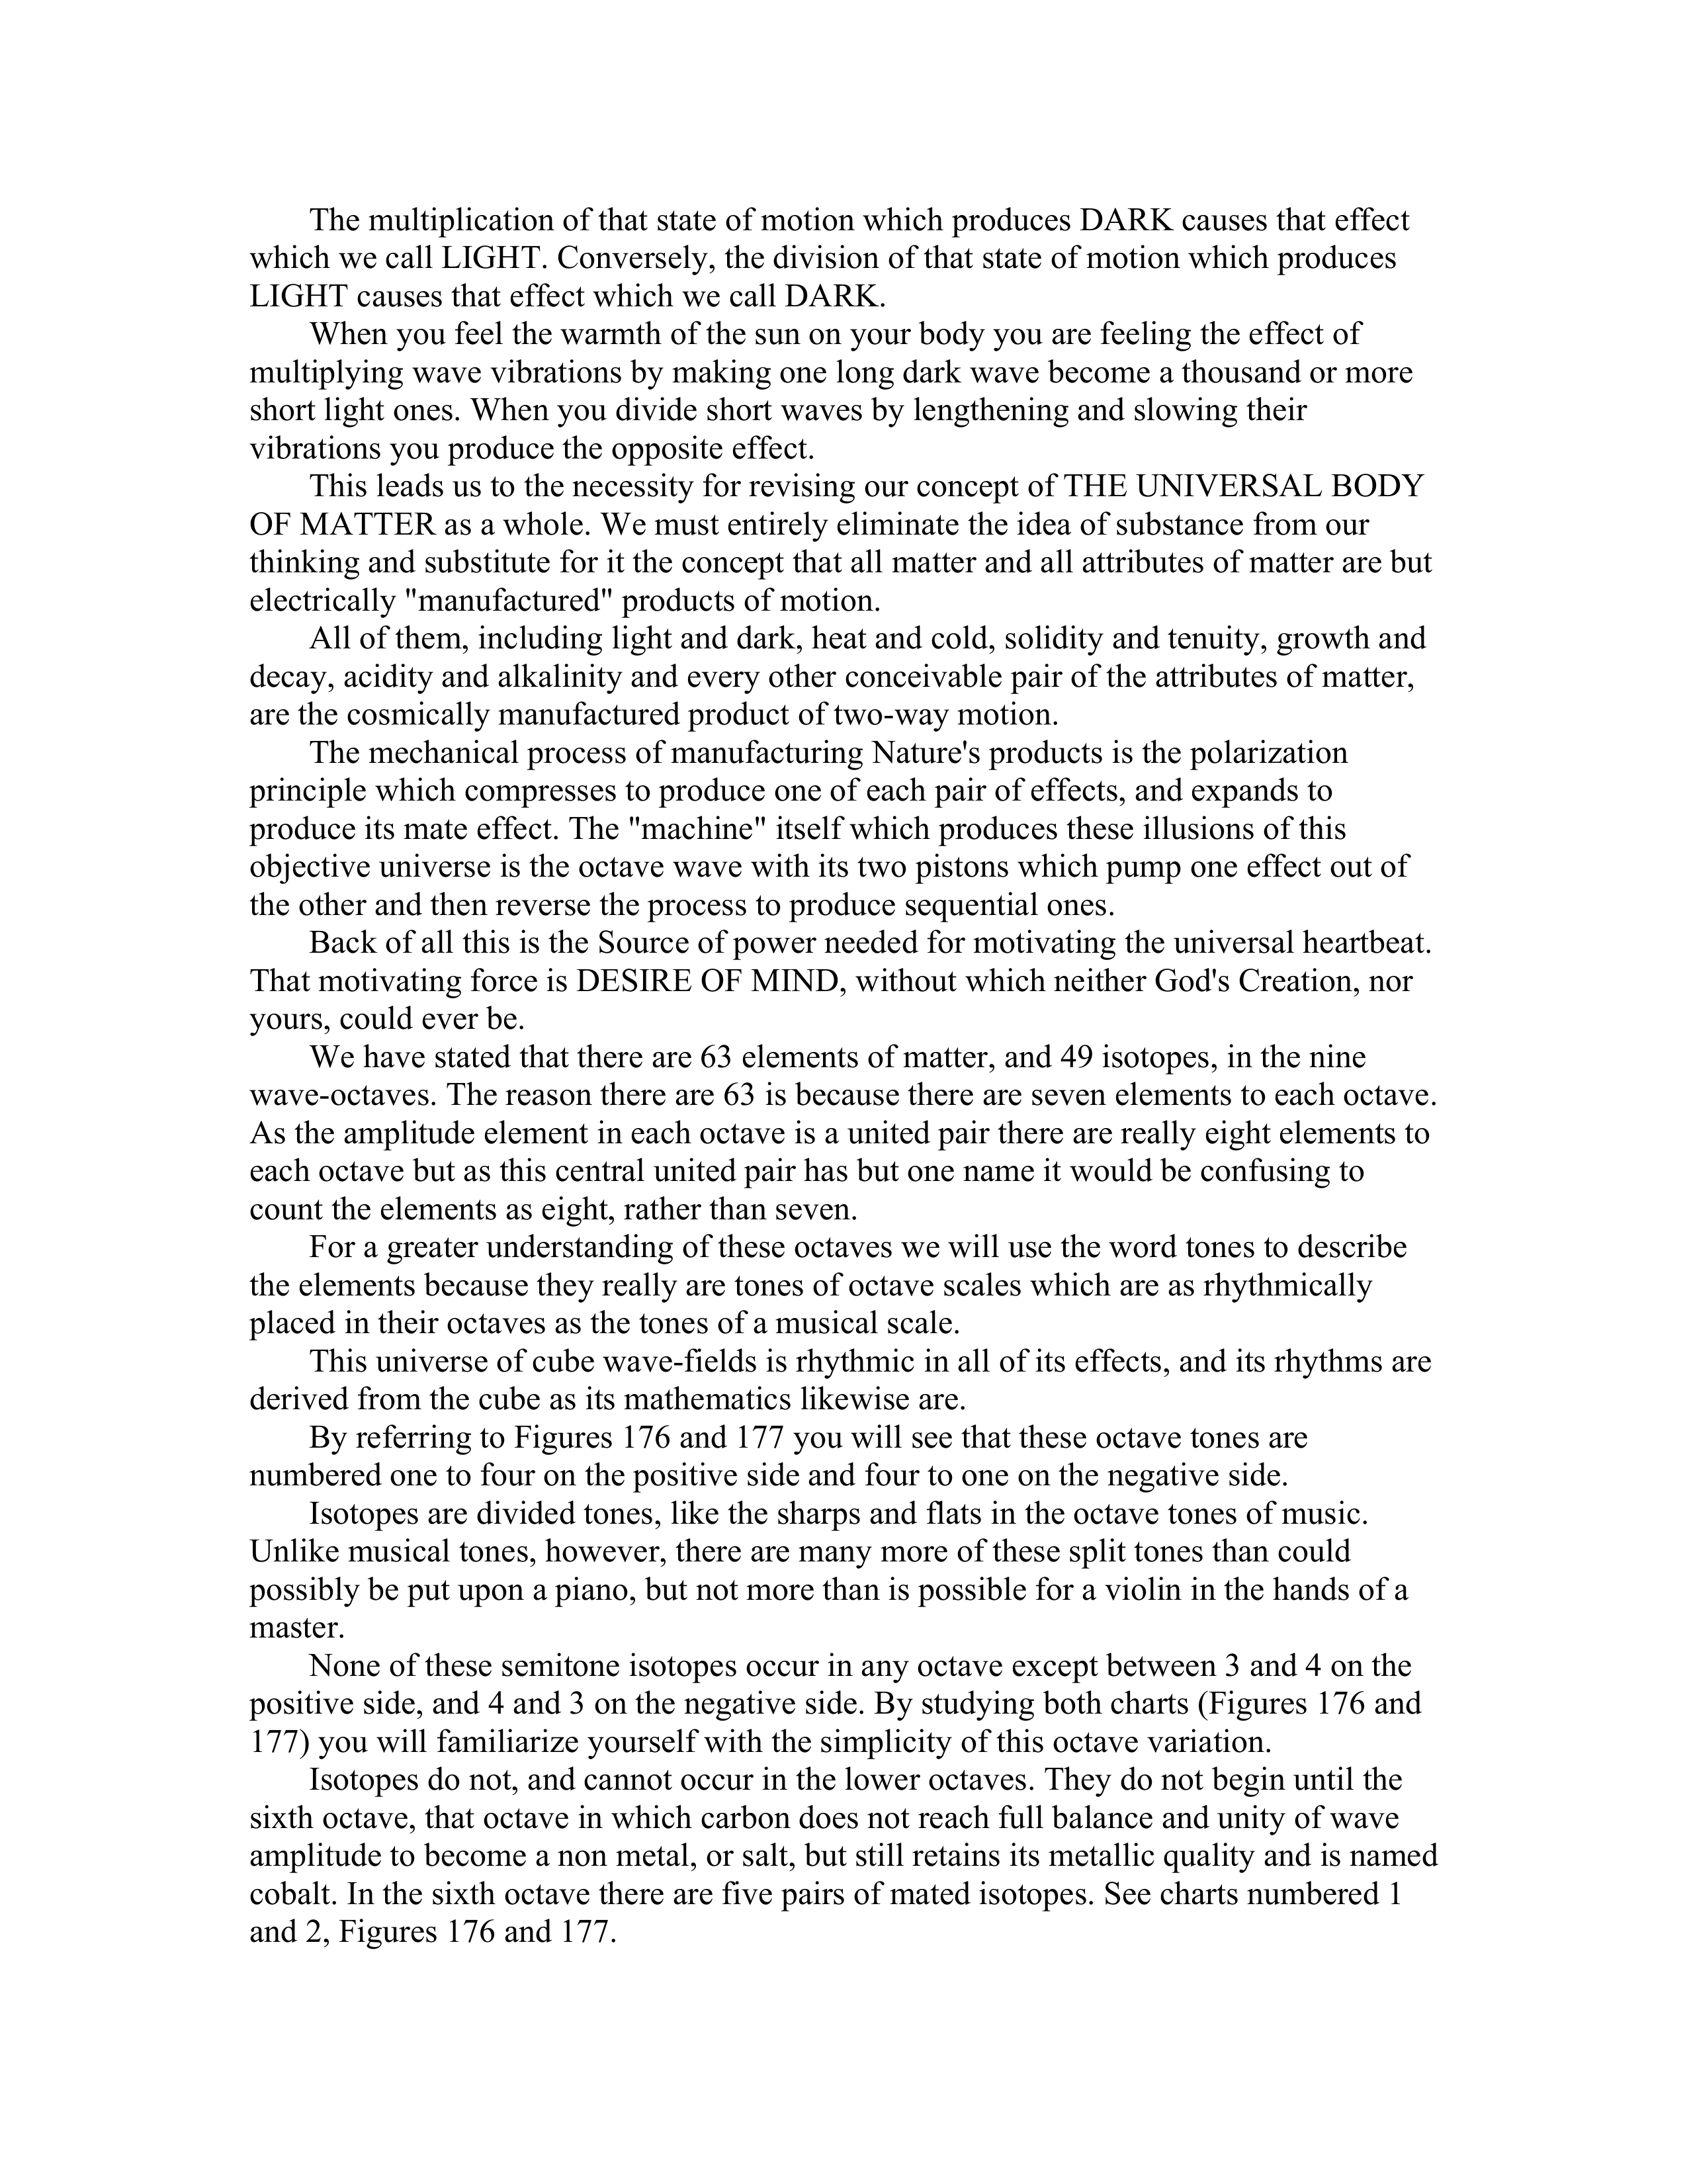 The multiplication of that state of motion which produces DARK causes that effect
which we call LIGHT. Conversely, the division of that state of motion which produces
LIGHT causes that effect which we call DARK.
When you feel the warmth of the sun on your body you are feeling the effect of
multiplying wave vibrations by making one long dark wave become a thousand or more
short light ones. When you divide short waves by lengthening and slowing their
vibrations you produce the opposite effect.
This leads us to the necessity for revising our concept of THE UNIVERSAL BODY
OF MATTER as a whole. We must entirely eliminate the idea of substance from our
thinking and substitute for it the concept that all matter and all attributes of matter are but
electrically "manufactured" products of motion.
All of them, including light and dark, heat and cold, solidity and tenuity, growth and
decay, acidity and alkalinity and every other conceivable pair of the attributes of matter,
are the cosmically manufactured product of two-way motion.
The mechanical process of manufacturing Nature's products is the polarization
principle which compresses to produce one of each pair of effects, and expands to
produce its mate effect. The "machine" itself which produces these illusions of this
objective universe is the octave wave with its two pistons which pump one effect out of
the other and then reverse the process to produce sequential ones.
Back of all this is the Source of power needed for motivating the universal heartbeat.
That motivating force is DESIRE OF MIND, without which neither God's Creation, nor
yours, could ever be.
We have stated that there are 63 elements of matter, and 49 isotopes, in the nine
wave-octaves. The reason there are 63 is because there are seven elements to each octave.
As the amplitude element in each octave is a united pair there are really eight elements to
each octave but as this central united pair has but one name it would be confusing to
count the elements as eight, rather than seven.
For a greater understanding of these octaves we will use the word tones to describe
the elements because they really are tones of octave scales which are as rhythmically
placed in their octaves as the tones of a musical scale.
This universe of cube wave-fields is rhythmic in all of its effects, and its rhythms are
derived from the cube as its mathematics likewise are.
By referring to Figures 176 and 177 you will see that these octave tones are
numbered one to four on the positive side and four to one on the negative side.
Isotopes are divided tones, like the sharps and flats in the octave tones of music.
Unlike musical tones, however, there are many more of these split tones than could
possibly be put upon a piano, but not more than is possible for a violin in the hands of a
master.
None of these semitone isotopes occur in any octave except between 3 and 4 on the
positive side, and 4 and 3 on the negative side. By studying both charts (Figures 176 and
177) you will familiarize yourself with the simplicity of this octave variation.
Isotopes do not, and cannot occur in the lower octaves. They do not begin until the
sixth octave, that octave in which carbon does not reach full balance and unity of wave
amplitude to become a non metal, or salt, but still retains its metallic quality and is named
cobalt. In the sixth octave there are five pairs of mated isotopes. See charts numbered 1
and 2, Figures 176 and 177.